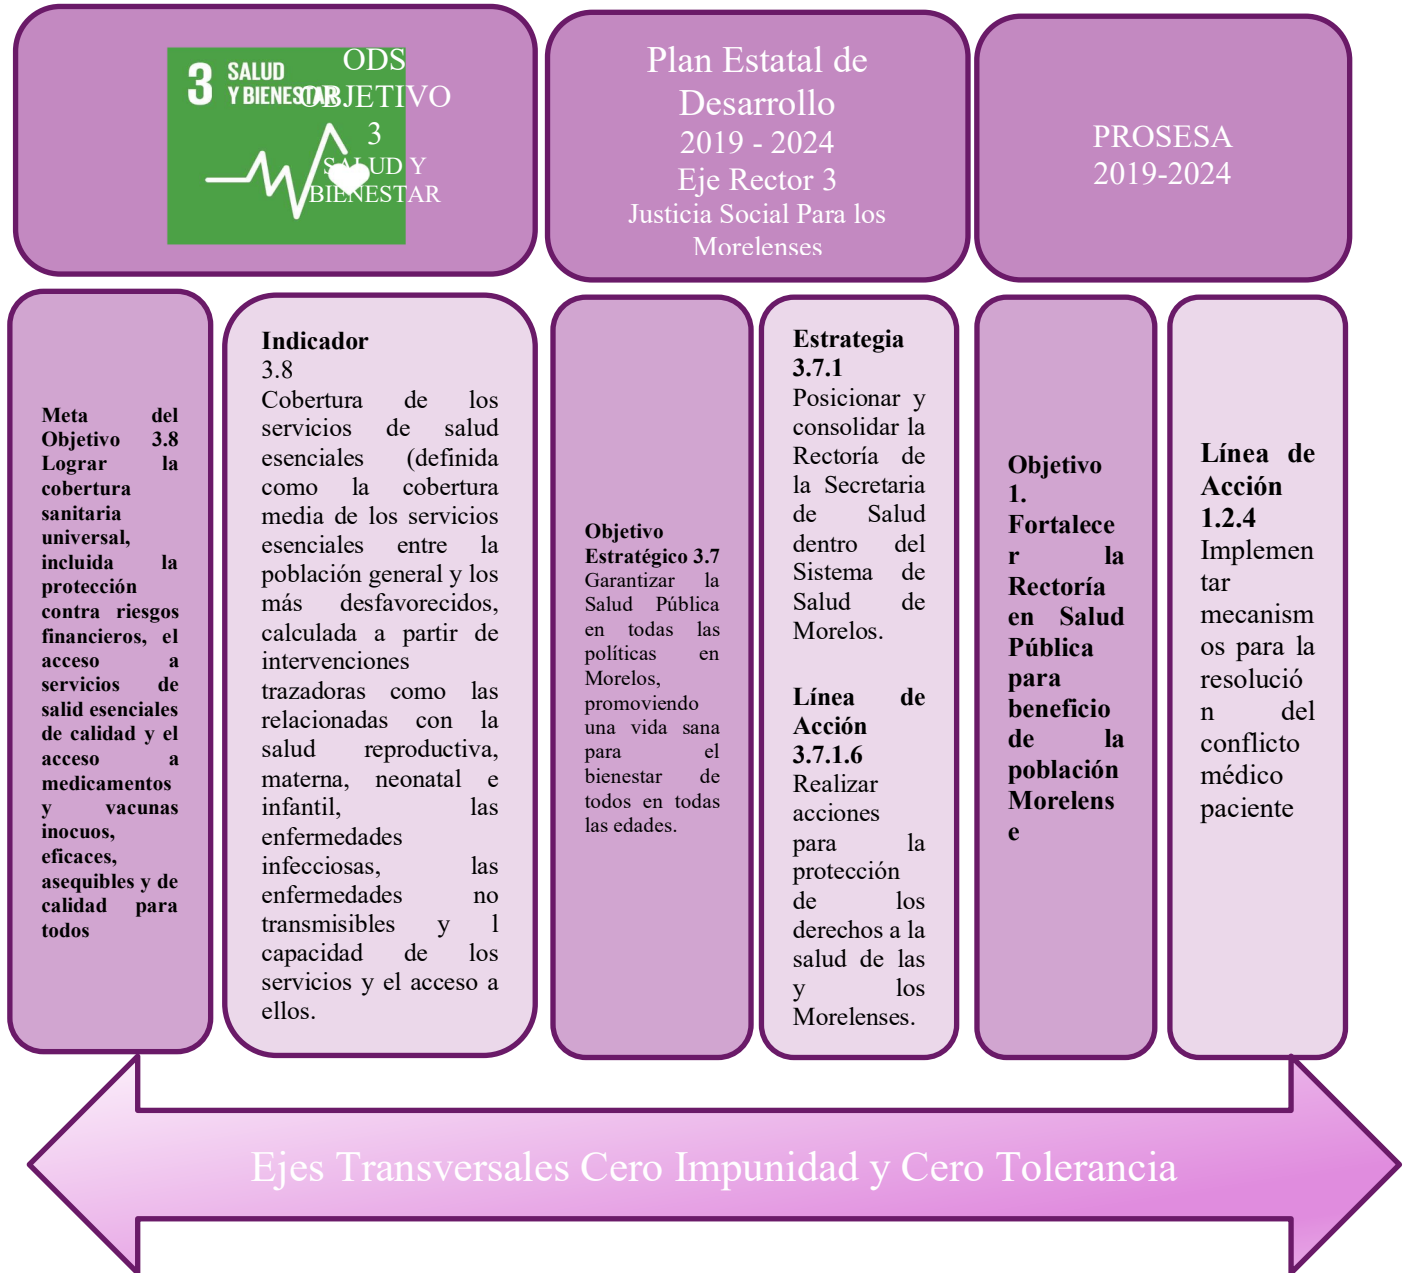 3 SALUD
Y BIENESTAR
ODS
OBJETIVO
3
SALUD Y
BIENESTAR
Plan Estatal de
Desarrollo
2019 - 2024
Eje Rector 3
Justicia Social Para los
Morelenses
PROSESA
2019-2024
Meta del
Objetivo 3.8
Lograr la
cobertura
sanitaria
universal,
incluida la
protección
contra riesgos
financieros, el
acceso a
servicios de
salid esenciales
de calidad y el
acceso a
medicamentos
y vacunas
inocuos,
eficaces,
asequibles y de
calidad para
todos
Indicador
3.8
Cobertura de los
servicios de salud
esenciales (definida
como la cobertura
media de los servicios
esenciales entre la
población general y los
más desfavorecidos,
calculada a partir de
intervenciones
trazadoras como las
relacionadas con la
salud reproductiva,
materna, neonatal e
infantil, las
enfermedades
infecciosas, las
enfermedades no
transmisibles y l
capacidad de los
servicios y el acceso a
ellos.
Objetivo
Estratégico 3.7
Garantizar la
Salud Pública
en todas las
políticas en
Morelos,
promoviendo
una vida sana
para el
bienestar de
todos en todas
las edades.
Estrategia
3.7.1
Posicionar y
consolidar la
Rectoría de
la Secretaria
de Salud
dentro del
Sistema de
Salud de
Morelos.
Línea de
Acción
3.7.1.6
Realizar
acciones
para la
protección
de los
derechos a la
salud de las
y los
Morelenses.
Objetivo
1.
Fortalece
r la
Rectoría
en Salud
Pública
para
beneficio
de la
población
Morelens
e
Línea de
Acción
1.2.4
Implemen
tar
mecanism
os para la
resolució
n del
conflicto
médico
paciente
Ejes Transversales Cero Impunidad y Cero Tolerancia